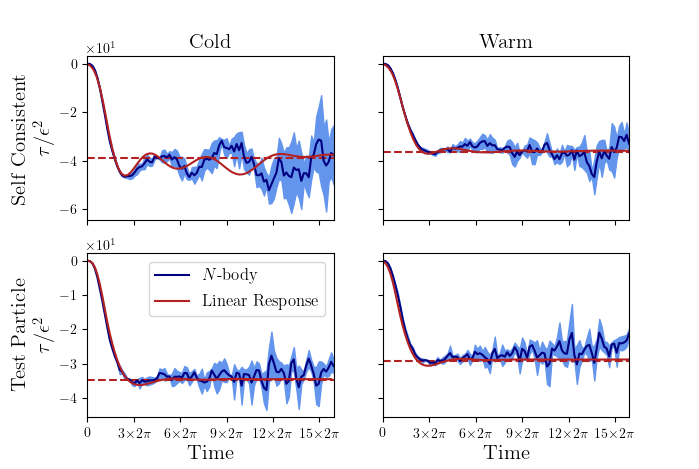 Cold
Warm
×10¹
Self Consistent
τ/ϵ²
0
−2
−4
−6
×10¹
Test Particle
τ/ϵ²
0
−1
−2
−3
−4
N-body
Linear Response
0 3×2π 6×2π 9×2π 12×2π 15×2π
0 3×2π 6×2π 9×2π 12×2π 15×2π
Time
Time